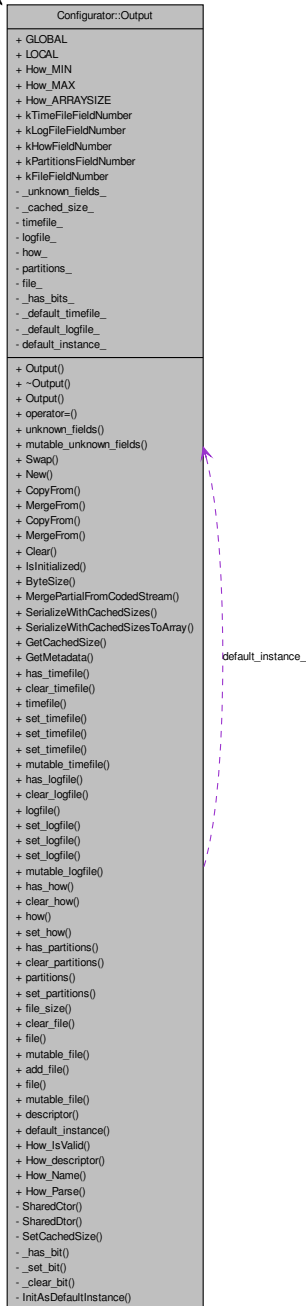 Configurator::Output
+ GLOBAL
+ LOCAL
+ How_MIN
+ How_MAX
+ How_ARRAYSIZE
+ kTimeFileFieldNumber
+ kLogFileFieldNumber
+ kHowFieldNumber
+ kPartitionsFieldNumber
+ kFileFieldNumber
- _unknown_fields_
- _cached_size_
- timefile_
- logfile_
- how_
- partitions_
- file_
- _has_bits_
- _default_timefile_
- _default_logfile_
- default_instance_
+ Output()
+ ~Output()
+ Output()
+ operator=()
+ unknown_fields()
+ mutable_unknown_fields()
+ Swap()
+ New()
+ CopyFrom()
+ MergeFrom()
+ CopyFrom()
+ MergeFrom()
+ Clear()
+ IsInitialized()
+ ByteSize()
+ MergePartialFromCodedStream()
+ SerializeWithCachedSizes()
+ SerializeWithCachedSizesToArray()
+ GetCachedSize()
+ GetMetadata()
+ has_timefile()
+ clear_timefile()
+ timefile()
+ set_timefile()
+ set_timefile()
+ set_timefile()
+ mutable_timefile()
+ has_logfile()
+ clear_logfile()
+ logfile()
+ set_logfile()
+ set_logfile()
+ set_logfile()
+ mutable_logfile()
+ has_how()
+ clear_how()
+ how()
+ set_how()
+ has_partitions()
+ clear_partitions()
+ partitions()
+ set_partitions()
+ file_size()
+ clear_file()
+ file()
+ mutable_file()
+ add_file()
+ file()
+ mutable_file()
+ descriptor()
+ default_instance()
+ How_IsValid()
+ How_descriptor()
+ How_Name()
+ How_Parse()
- SharedCtor()
- SharedDtor()
- SetCachedSize()
- _has_bit()
- _set_bit()
- _clear_bit()
- InitAsDefaultInstance()
default_instance_